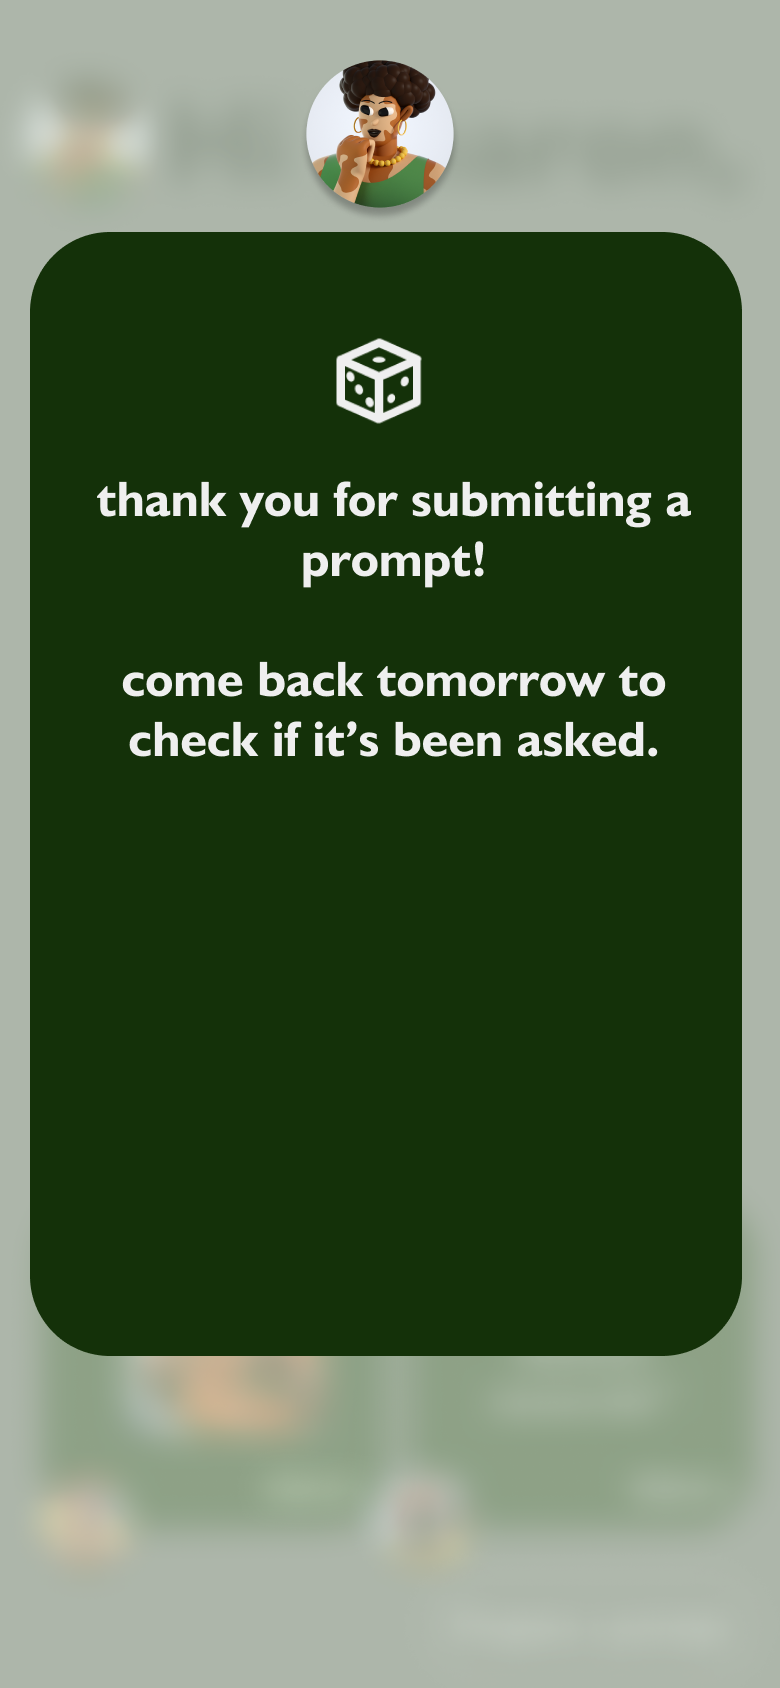 thank you for submitting a
prompt!
come back tomorrow to
check if it’s been asked.